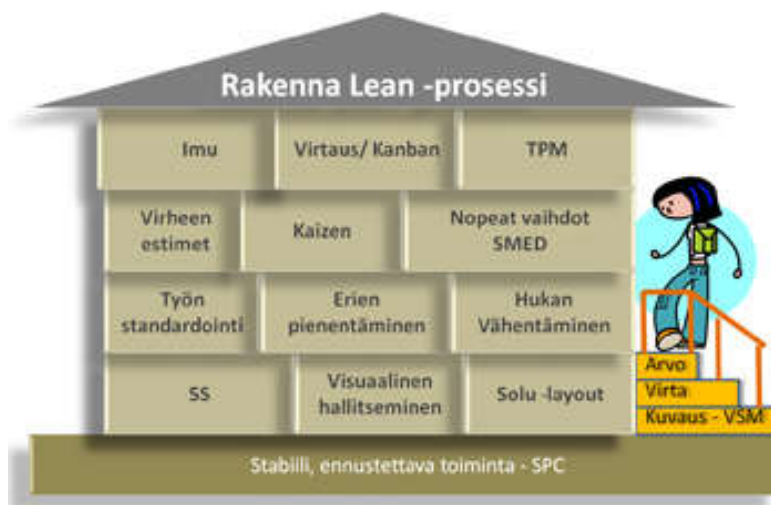 Rakenna Lean -prosessi
Imu
Virtaus/ Kanban
TPM
Virheen
estimet
Kaizen
Nopeat vaihdot
SMED
Työn
standardointi
Erien
pienentäminen
Hukan
Vähentäminen
SS
Visuaalinen
hallitseminen
Solu -layout
Arvo
Virta
Kuvaus - VSM
Stabiili, ennustettava toiminta - SPC